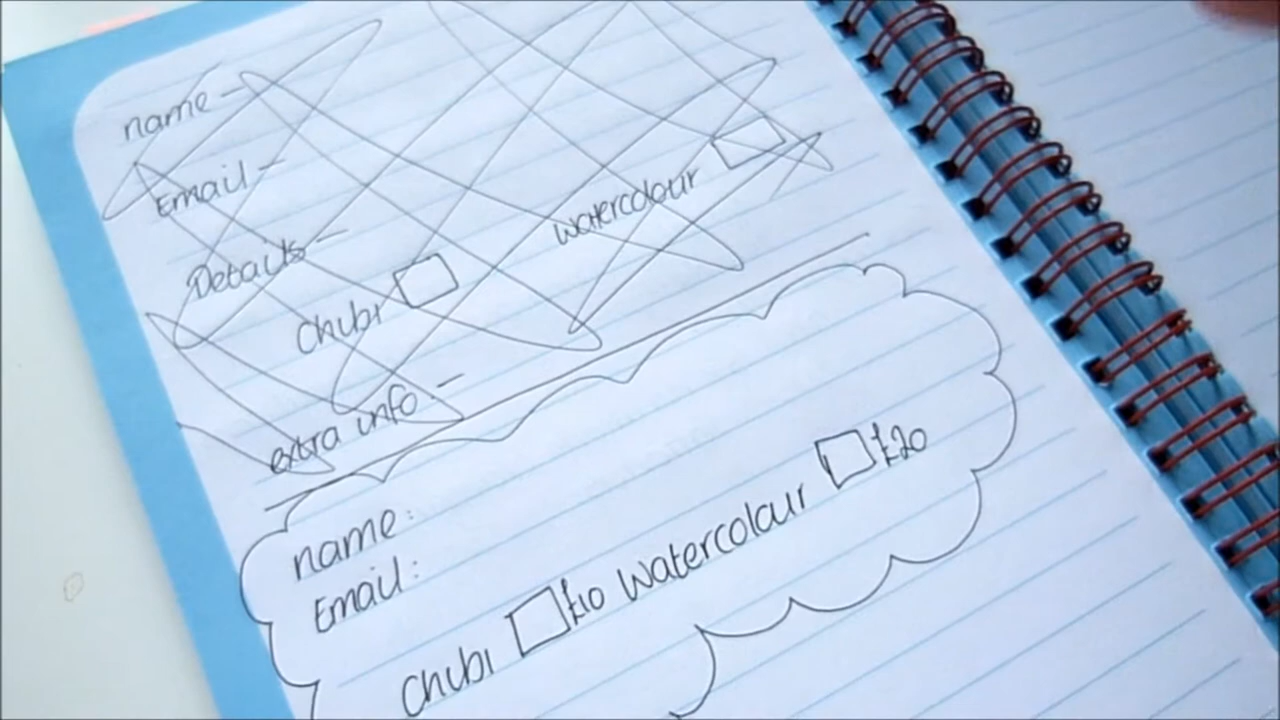 name -
Email -
Details -
Chibi watercolour
extra info -
name:
Email:
Chibi £10 Watercolour £20